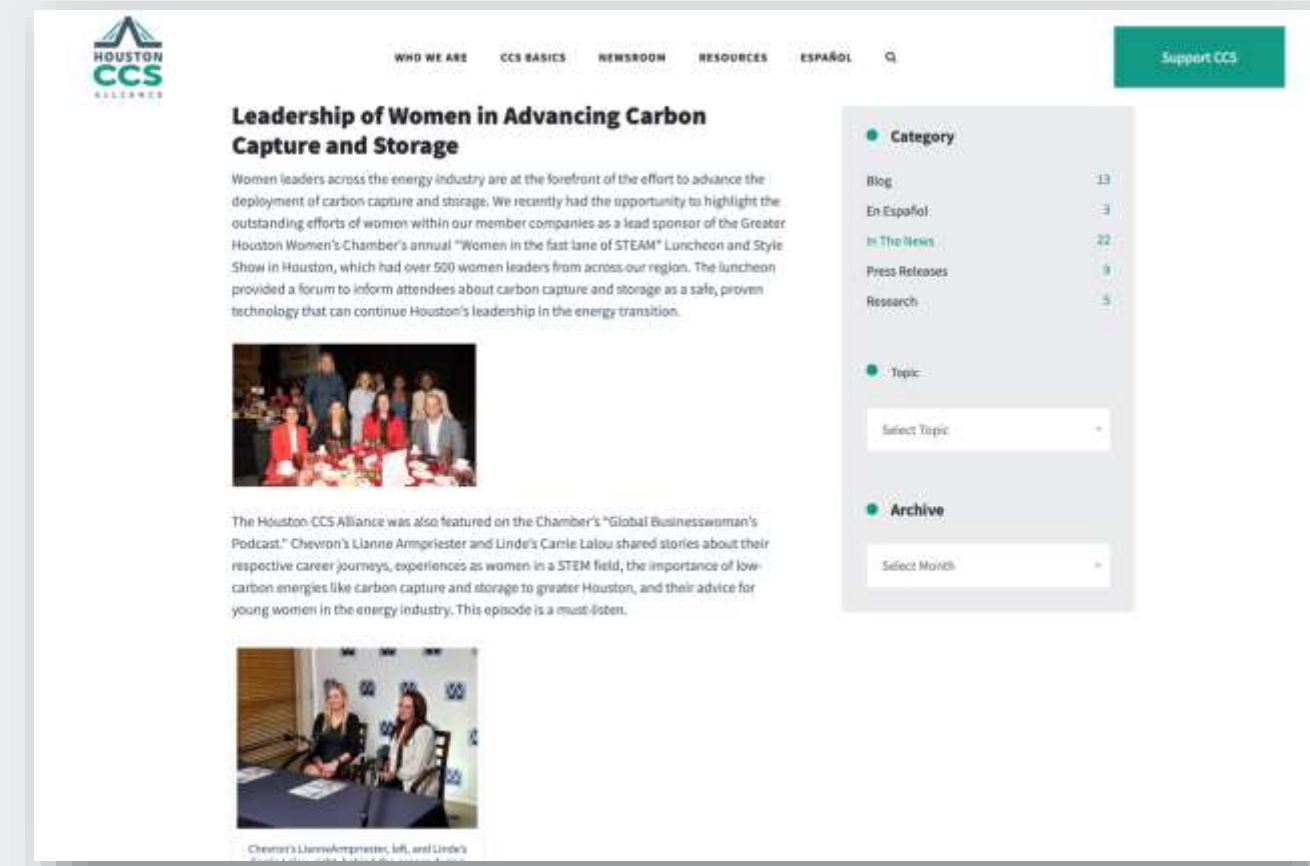 HOUSTON
CCS
ALLIANCE
WHO WE ARE
CCS BASICS
NEWSROOM
RESOURCES
ESPAÑOL
Support CCS
Leadership of Women in Advancing Carbon
Capture and Storage
Women leaders across the energy industry are at the forefront of the effort to advance the
deployment of carbon capture and storage. We recently had the opportunity to highlight the
outstanding efforts of women within our member companies as a lead sponsor of the Greater
Houston Women's Chamber's annual "Women in the fast lane of STEAM" Luncheon and Style
Show in Houston, which had over 500 women leaders from across our region. The luncheon
provided a forum to inform attendees about carbon capture and storage as a safe, proven
technology that can continue Houston's leadership in the energy transition.
The Houston CCS Alliance was also featured on the Chamber's "Global Businesswoman's
Podcast." Chevron's Lianne Armpriester and Linde's Carrie Lalou shared stories about their
respective career journeys, experiences as women in a STEM field, the importance of low-
carbon energies like carbon capture and storage to greater Houston, and their advice for
young women in the energy industry. This episode is a must-listen.
Chevron's LianneArmpriester, left, and Linde's
Category
Blog 13
En Español 3
In The News 22
Press Releases 9
Research 5
Topic
Select Topic
Archive
Select Month